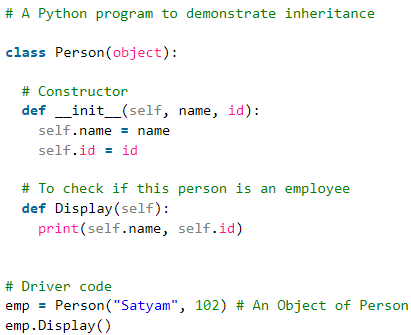 # A Python program to demonstrate inheritance
class Person(object):
# Constructor
def __init__(self, name, id):
self.name = name
self.id = id
# To check if this person is an employee
def Display(self):
print(self.name, self.id)
# Driver code
emp = Person("Satyam", 102) # An Object of Person
emp.Display()